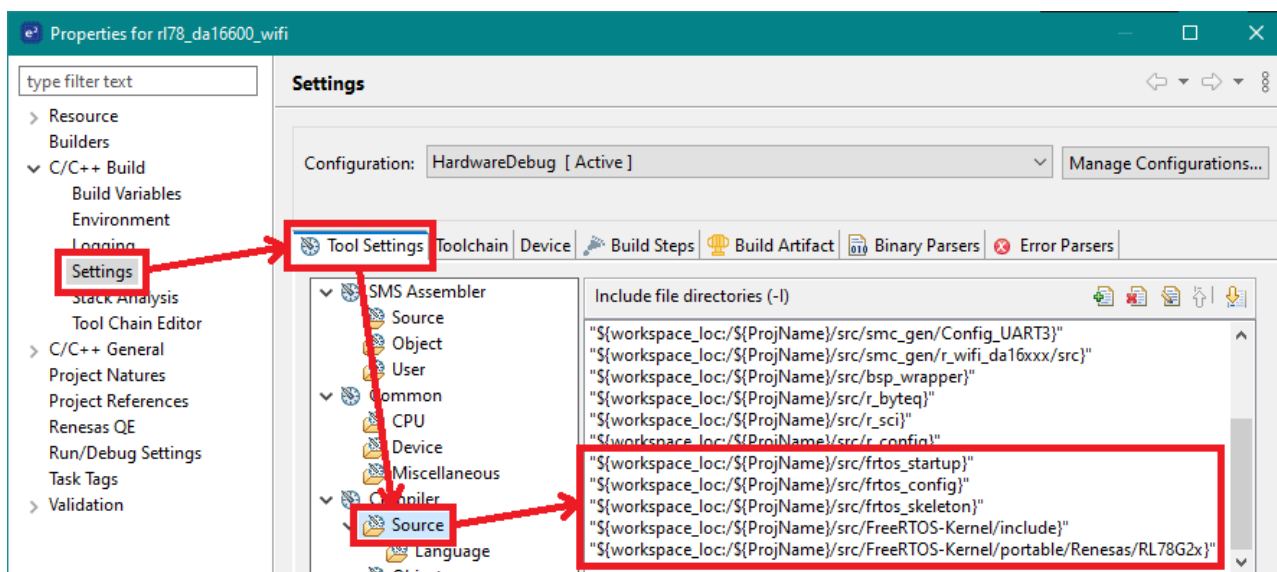 e² Properties for rl78_da16600_wifi
type filter text
Resource
Builders
C/C++ Build
Build Variables
Environment
Logging
Settings
Stack Analysis
Tool Chain Editor
C/C++ General
Project Natures
Project References
Renesas QE
Run/Debug Settings
Task Tags
Validation
Settings
Configuration: HardwareDebug [ Active ] Manage Configurations...
Tool Settings Toolchain Device Build Steps Build Artifact Binary Parsers Error Parsers
SMS Assembler
Source
Object
User
Common
CPU
Device
Miscellaneous
Compiler
Source
Language
Include file directories (-I)
"${workspace_loc:/${ProjName}/src/smc_gen/Config_UART3}"
"${workspace_loc:/${ProjName}/src/smc_gen/r_wifi_da16xxx/src}"
"${workspace_loc:/${ProjName}/src/bsp_wrapper}"
"${workspace_loc:/${ProjName}/src/r_byteq}"
"${workspace_loc:/${ProjName}/src/r_sci}"
"${workspace_loc:/${ProjName}/src/r_config}"
"${workspace_loc:/${ProjName}/src/frtos_startup}"
"${workspace_loc:/${ProjName}/src/frtos_config}"
"${workspace_loc:/${ProjName}/src/frtos_skeleton}"
"${workspace_loc:/${ProjName}/src/FreeRTOS-Kernel/include}"
"${workspace_loc:/${ProjName}/src/FreeRTOS-Kernel/portable/Renesas/RL78G2x}"